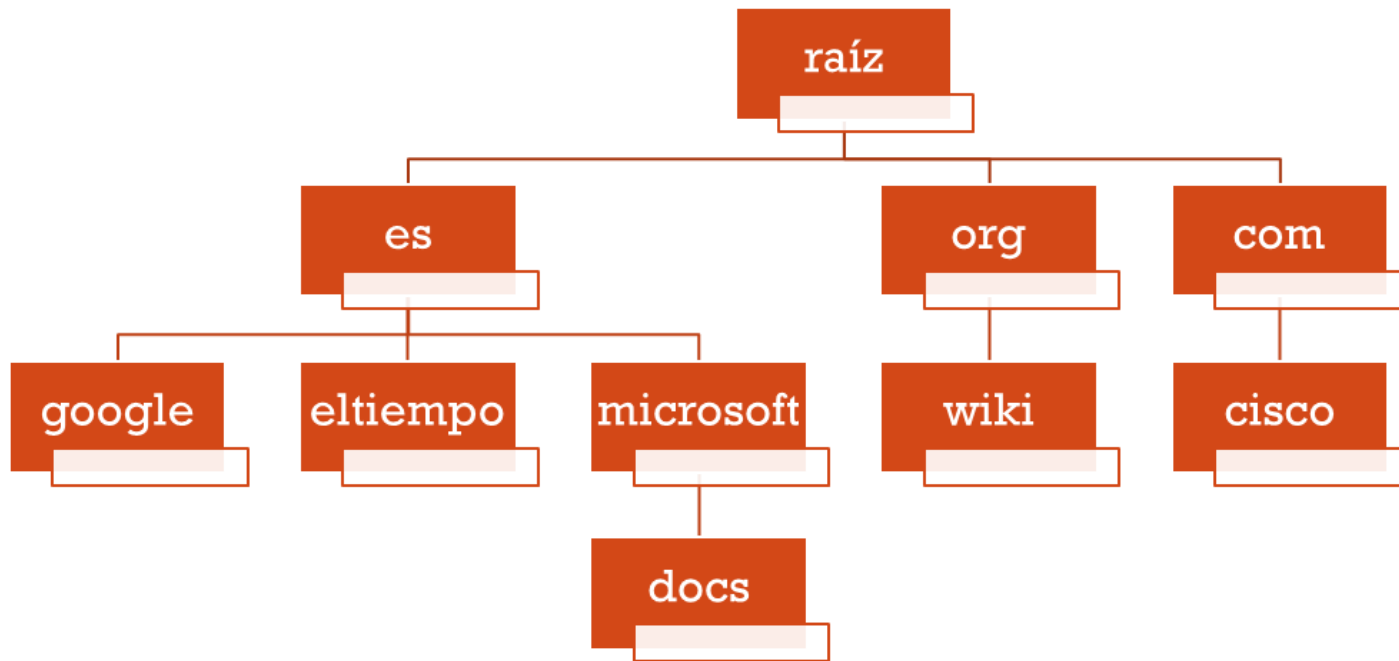 raíz
es
org
com
google
eltiempo
microsoft
wiki
cisco
docs